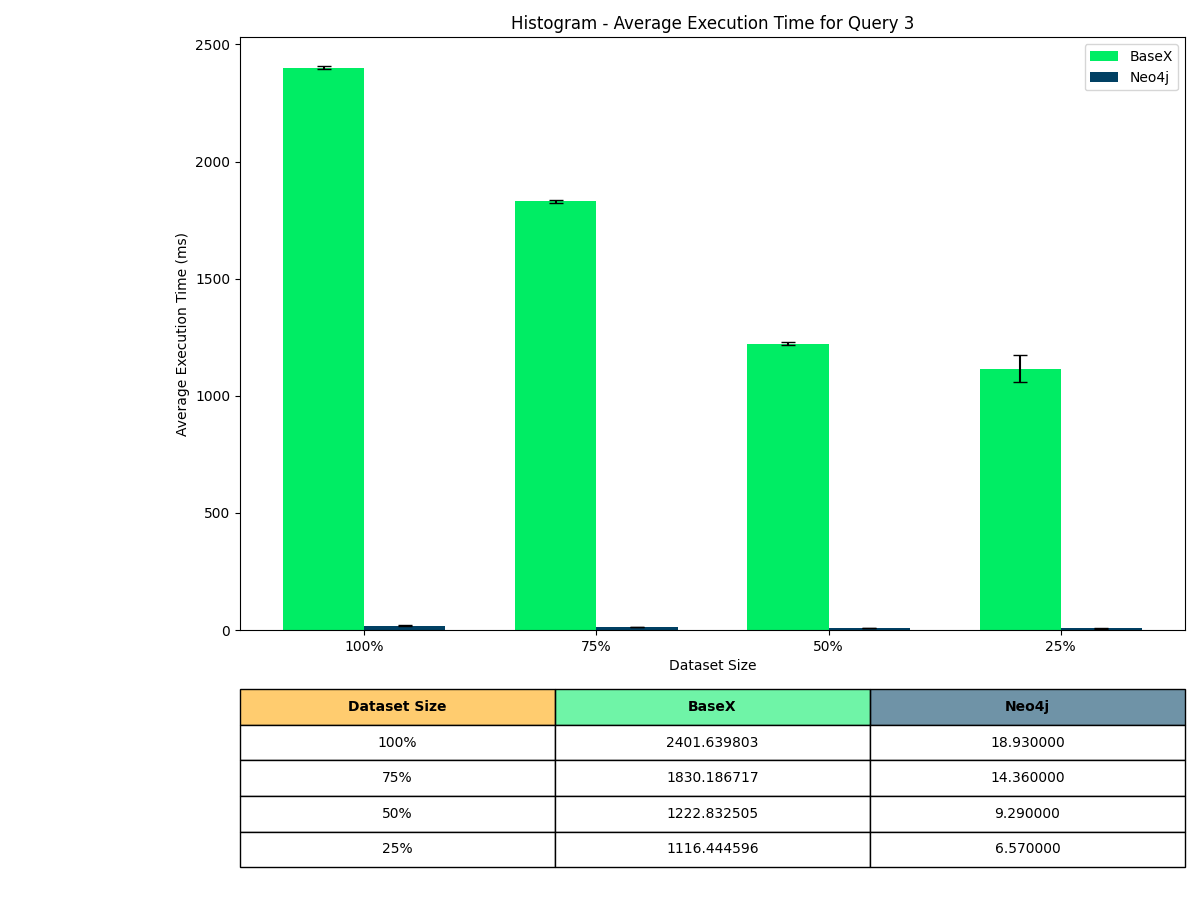 Histogram - Average Execution Time for Query 3
BaseX
Neo4j
Average Execution Time (ms)
2500
2000
1500
1000
500
0
100% 75% 50% 25%
Dataset Size
Dataset Size BaseX Neo4j
100% 2401.639803 18.930000
75% 1830.186717 14.360000
50% 1222.832505 9.290000
25% 1116.444596 6.570000